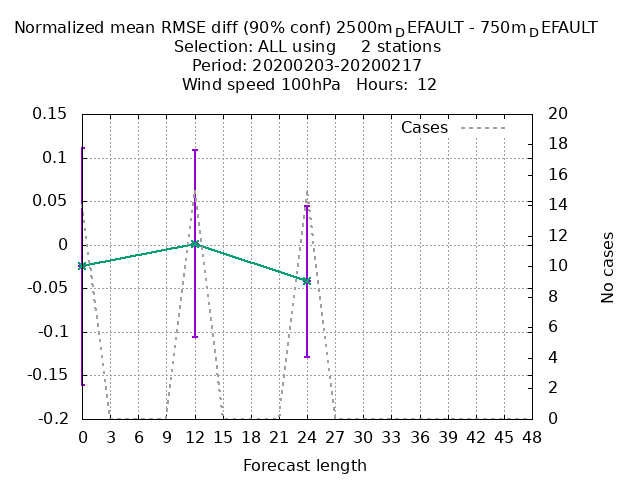 Normalized mean RMSE diff (90% conf) 2500m_DEFAULT - 750m_DEFAULT
Selection: ALL using 2 stations
Period: 20200203-20200217
Wind speed 100hPa Hours: 12
Cases
0.15
0.1
0.05
0
-0.05
-0.1
-0.15
-0.2
20
18
16
14
12
10
8
6
4
2
0
No cases
0 3 6 9 12 15 18 21 24 27 30 33 36 39 42 45 48
Forecast length